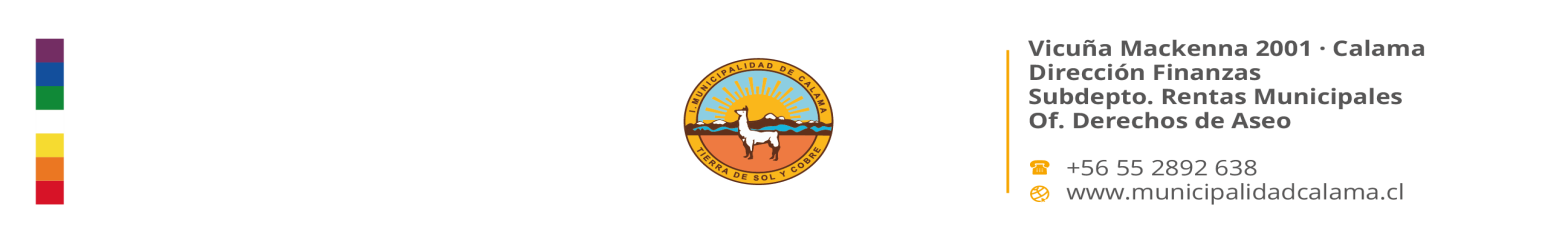 I. MUNICIPALIDAD DE CALAMA
TIERRA DE SOL Y COBRE
Vicuña Mackenna 2001 · Calama
Dirección Finanzas
Subdepto. Rentas Municipales
Of. Derechos de Aseo
+56 55 2892 638
www.municipalidadcalama.cl